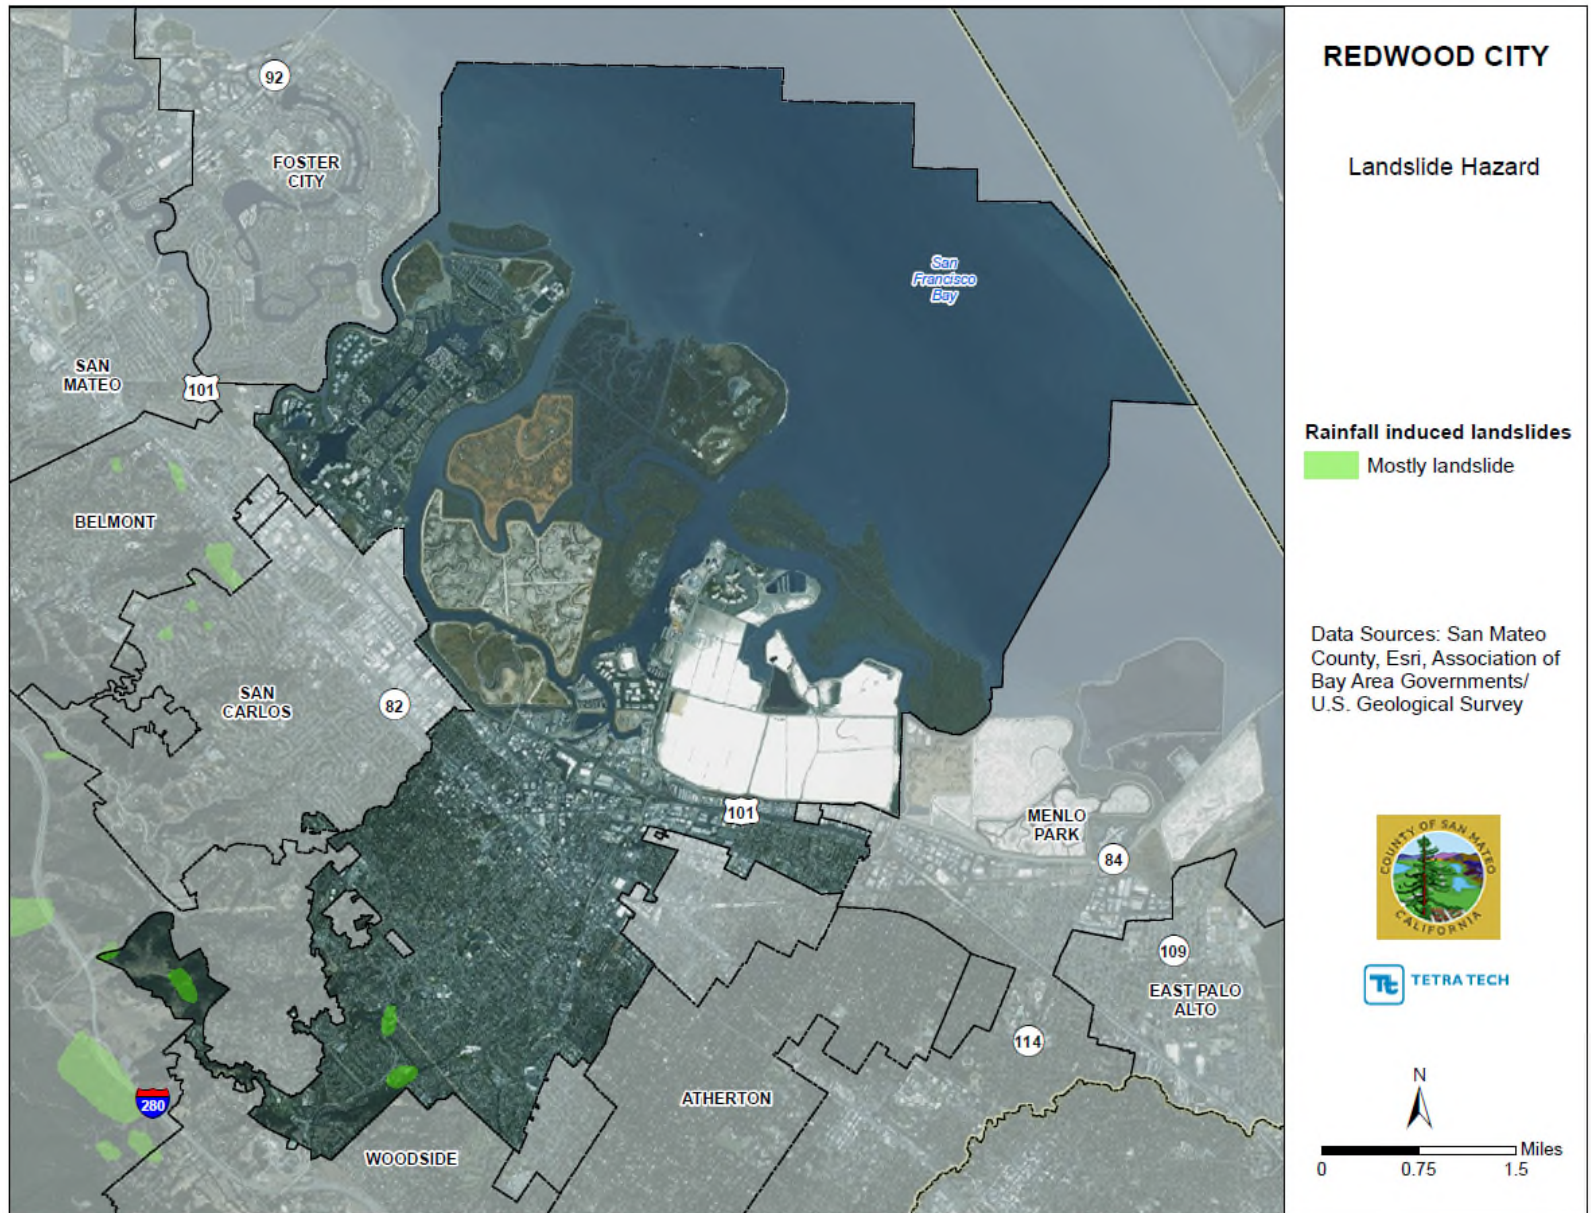 REDWOOD CITY
Landslide Hazard
Rainfall induced landslides
Mostly landslide
Data Sources: San Mateo
County, Esri, Association of
Bay Area Governments/
U.S. Geological Survey
COUNTY OF SAN MATEO
CALIFORNIA
Tt TETRA TECH
N
Miles
0 0.75 1.5
92
FOSTER
CITY
San
Francisco
Bay
SAN
MATEO
101
BELMONT
SAN
CARLOS
82
101
MENLO
PARK
84
109
EAST PALO
ALTO
114
280
ATHERTON
WOODSIDE